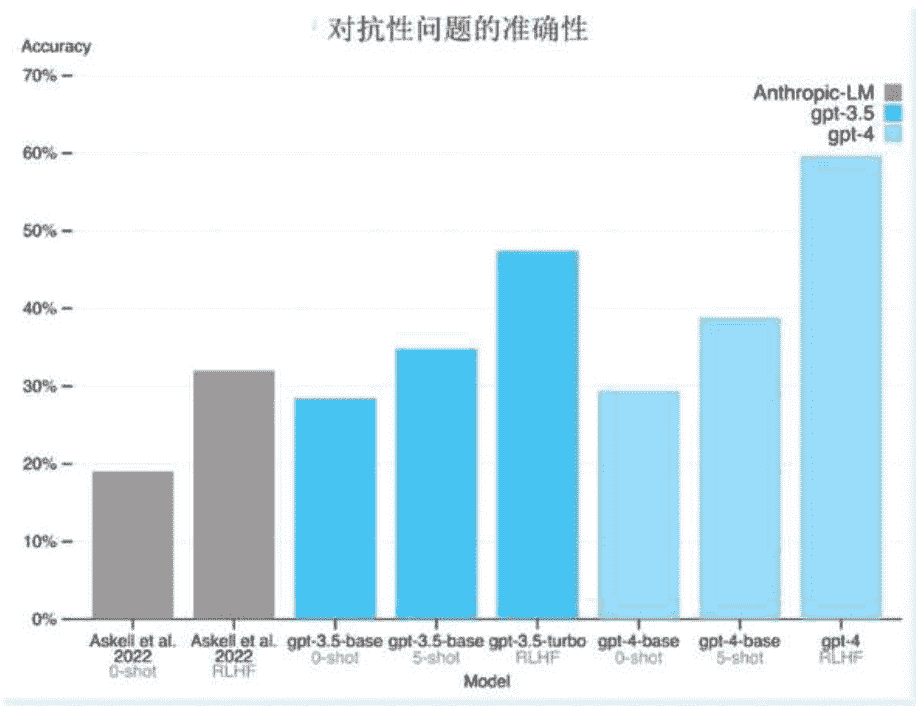 对抗性问题的准确性
Accuracy
70%
60%
50%
40%
30%
20%
10%
0%
Anthropic-LM
gpt-3.5
gpt-4
Askell et al.
2022
0-shot
Askell et al.
2022
RLHF
gpt-3.5-base
0-shot
gpt-3.5-base
5-shot
gpt-3.5-turbo
RLHF
gpt-4-base
0-shot
gpt-4-base
5-shot
gpt-4
RLHF
Model